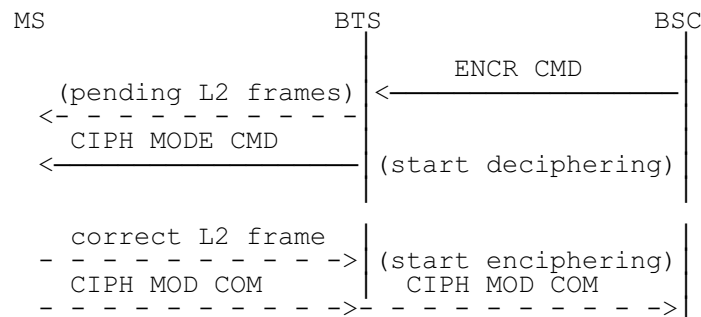 MS BTS BSC
ENCR CMD
(pending L2 frames)
CIPH MODE CMD
(start deciphering)
correct L2 frame
(start enciphering)
CIPH MOD COM CIPH MOD COM